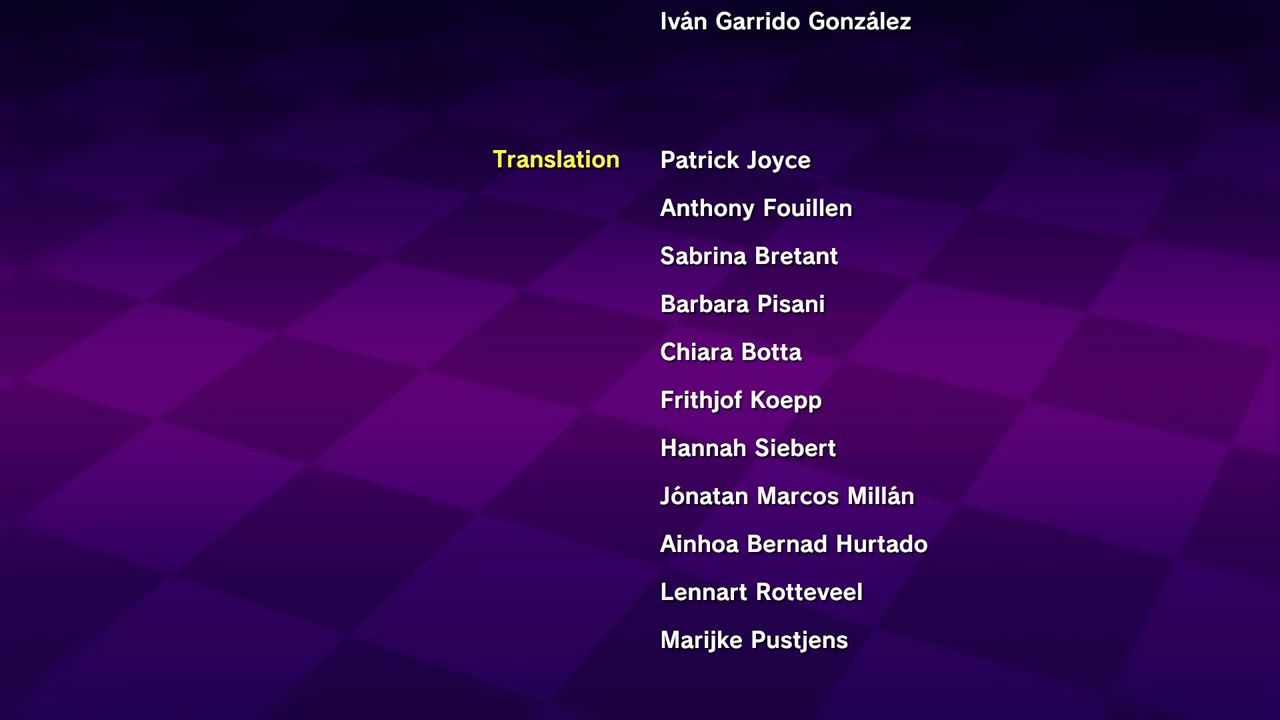 Iván Garrido González
Translation Patrick Joyce
Anthony Fouillen
Sabrina Bretant
Barbara Pisani
Chiara Botta
Frithjof Koepp
Hannah Siebert
Jónatan Marcos Millán
Ainhoa Bernad Hurtado
Lennart Rotteveel
Marijke Pustjens